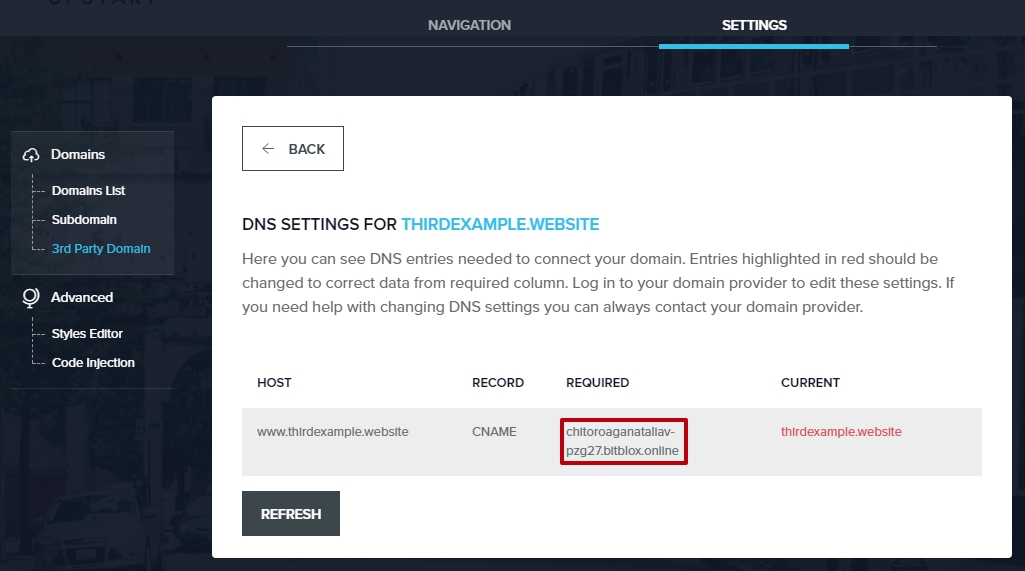 NAVIGATION
SETTINGS
Domains
Domains List
Subdomain
3rd Party Domain
Advanced
Styles Editor
Code Injection
← BACK
DNS SETTINGS FOR THIRDEXAMPLE.WEBSITE
Here you can see DNS entries needed to connect your domain. Entries highlighted in red should be
changed to correct data from required column. Log in to your domain provider to edit these settings. If
you need help with changing DNS settings you can always contact your domain provider.
HOST RECORD REQUIRED CURRENT
www.thirdexample.website CNAME chitoroaganataliav- thirdexample.website
pzg27.bitblox.online
REFRESH